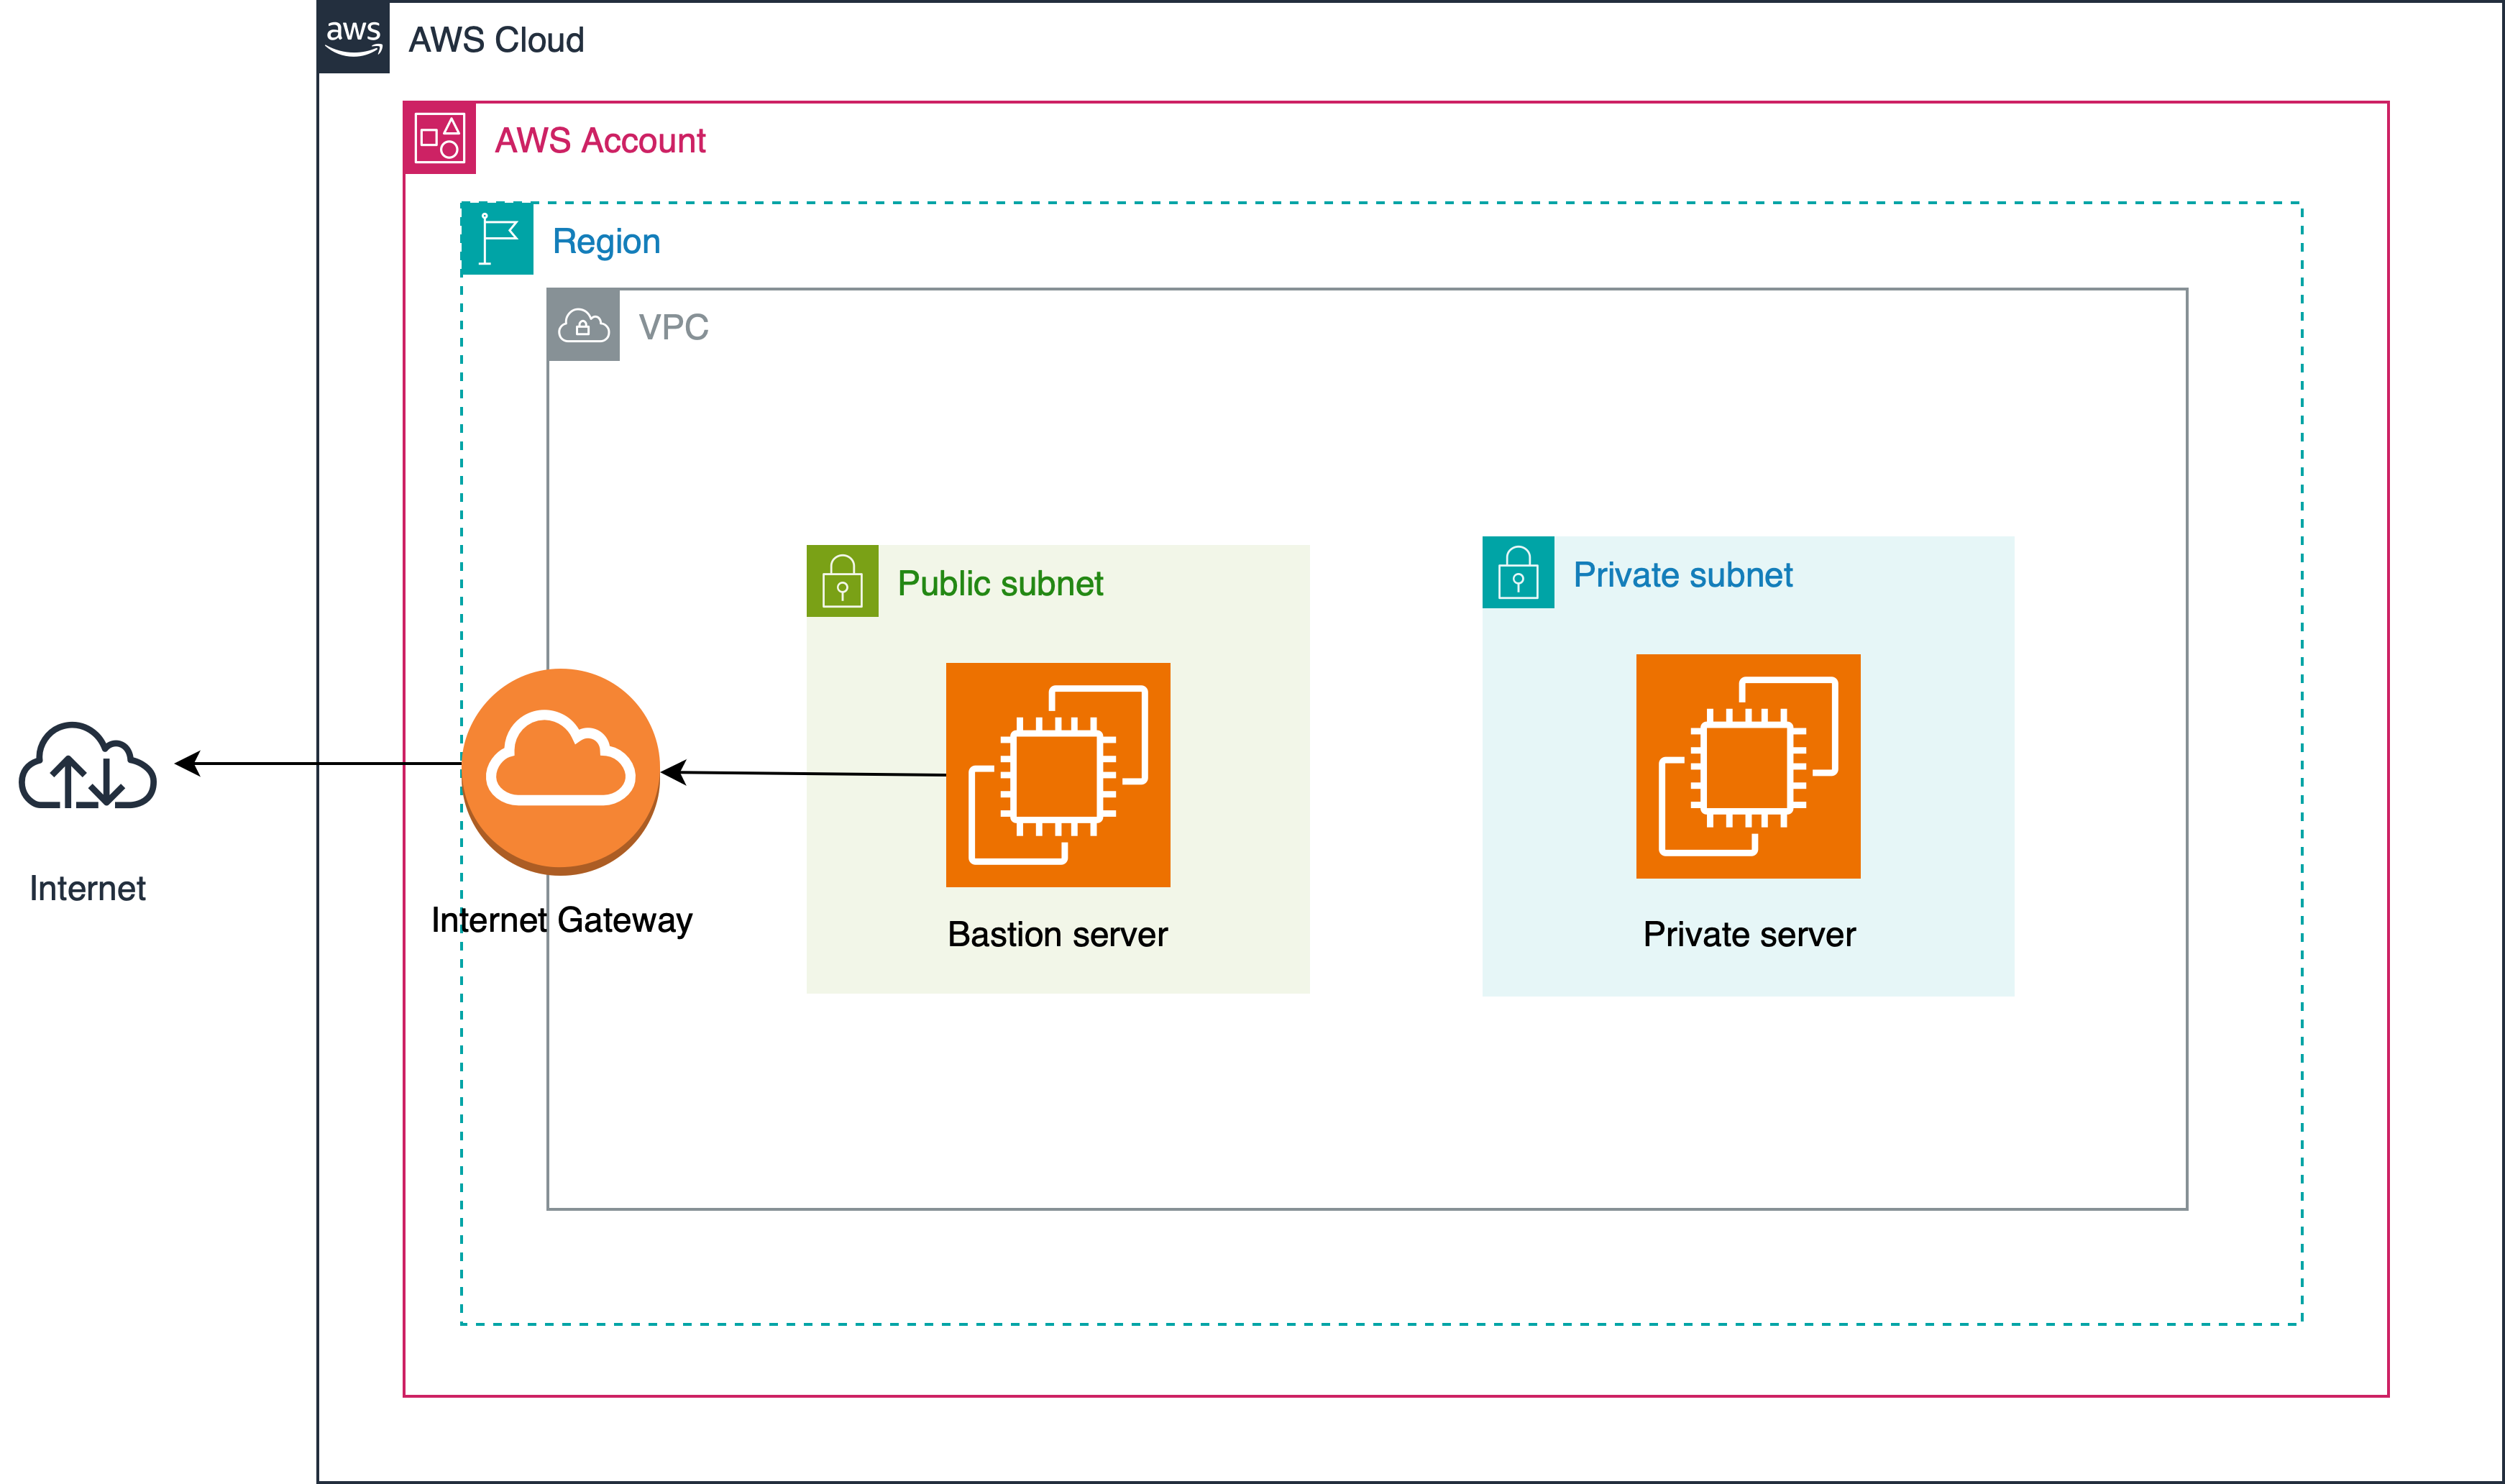 aws
AWS Cloud
AWS Account
Region
VPC
Public subnet
Private subnet
Internet
Internet Gateway
Bastion server
Private server